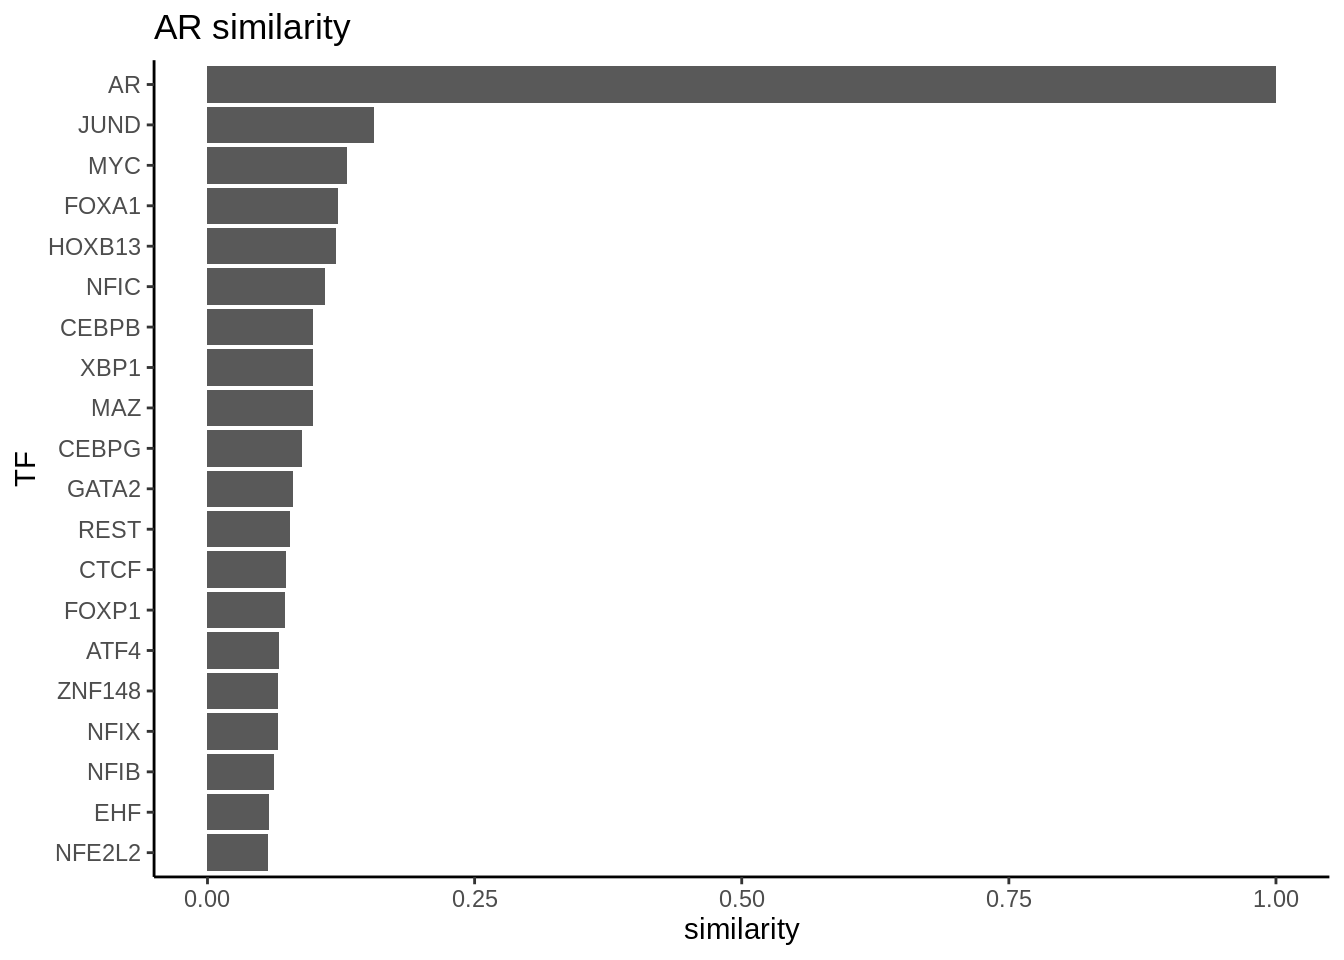 AR similarity
AR
JUND
MYC
FOXA1
HOXB13
NFIC
CEBPB
XBP1
MAZ
CEBPG
GATA2
REST
CTCF
FOXP1
ATF4
ZNF148
NFIX
NFIB
EHF
NFE2L2
TF
0.00 0.25 0.50 0.75 1.00
similarity